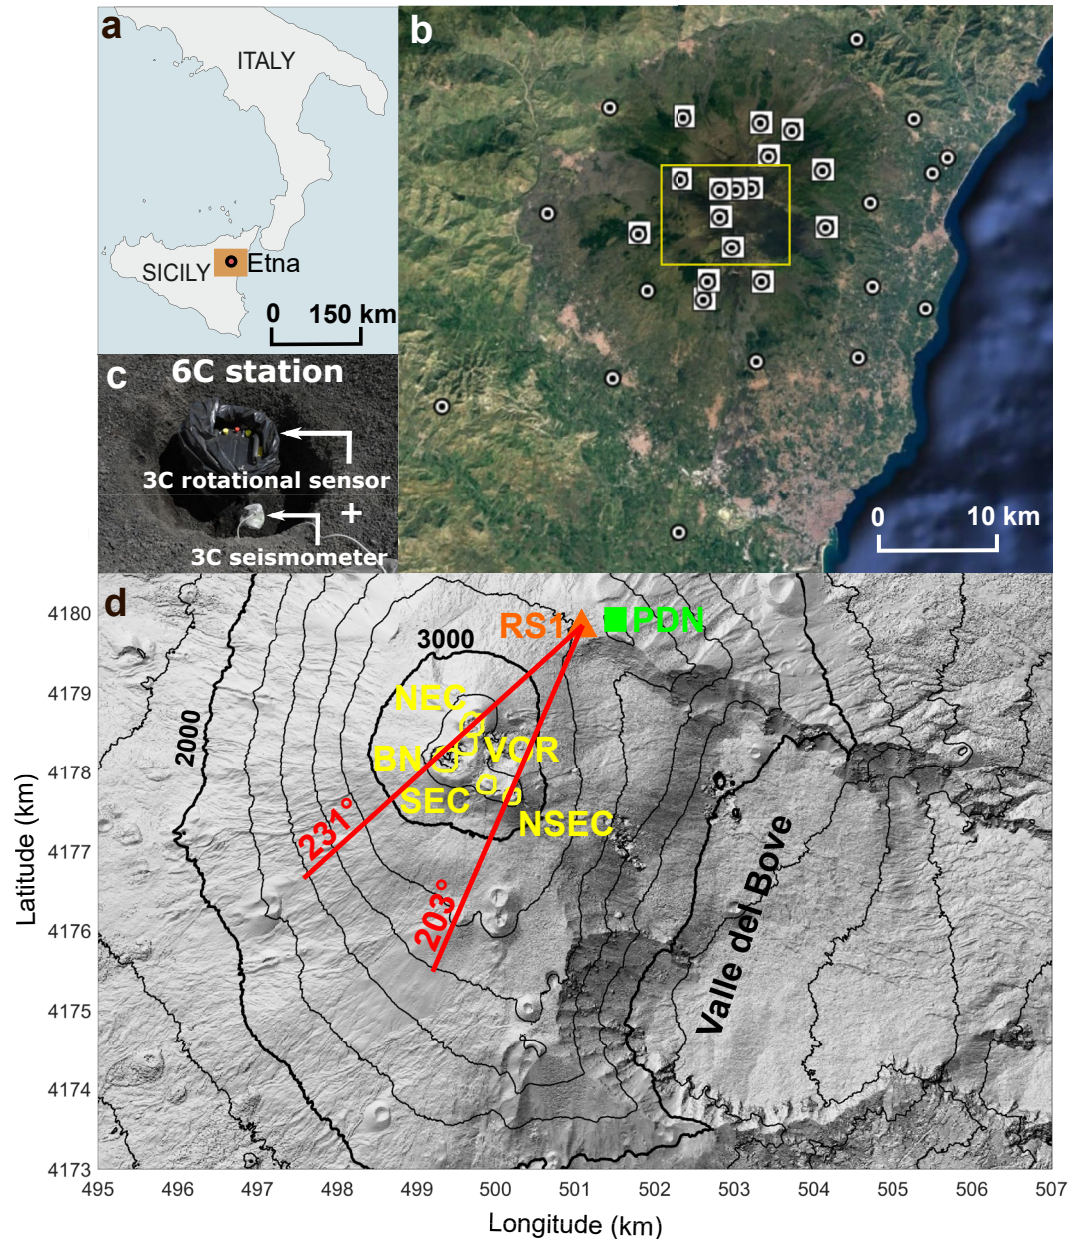 a
ITALY
SICILY
Etna
0 150 km
b
0 10 km
c
6C station
3C rotational sensor
+
3C seismometer
d
RS1
PDN
3000
2000
NEC
BN
VOR
SEC
NSEC
231°
203°
Valle del Bove
Latitude (km)
4180
4179
4178
4177
4176
4175
4174
4173
495 496 497 498 499 500 501 502 503 504 505 506 507
Longitude (km)